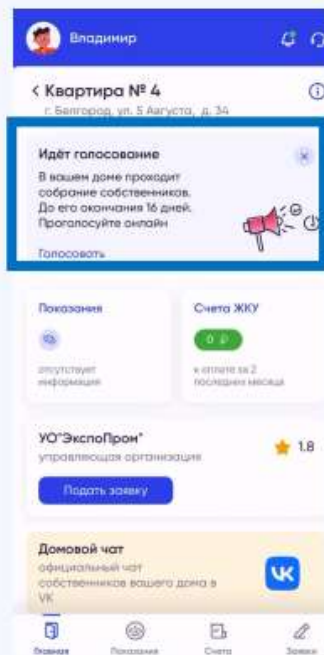 Владимир
< Квартира № 4
г. Белгород, ул. 5 Августа, д. 34
Идёт голосование
В вашем доме проходит
собрание собственников.
До его окончания 16 дней.
Проголосуйте онлайн
Голосовать
Показания
Счета ЖКУ
0 ₽
отсутствует
информация
к оплате за 2
последних месяца
УО"ЭкспоПром"
управляющая организация
1.8
Подать заявку
Домовой чат
официальный чат
собственников вашего дома в
VK
Главная
Показания
Счета
Заявки